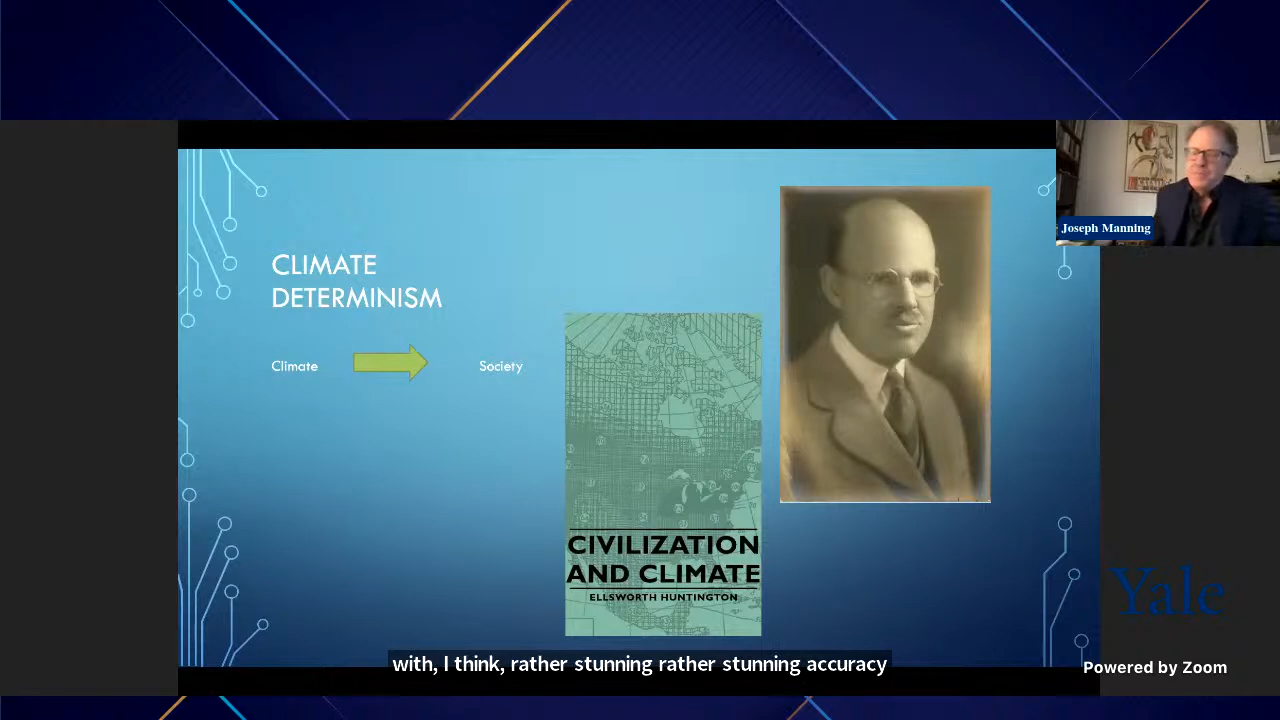 CLIMATE
DETERMINISM
Climate
Society
CIVILIZATION
AND CLIMATE
ELLSWORTH HUNTINGTON
Joseph Manning
Yale
with, I think, rather stunning rather stunning accuracy
Powered by Zoom